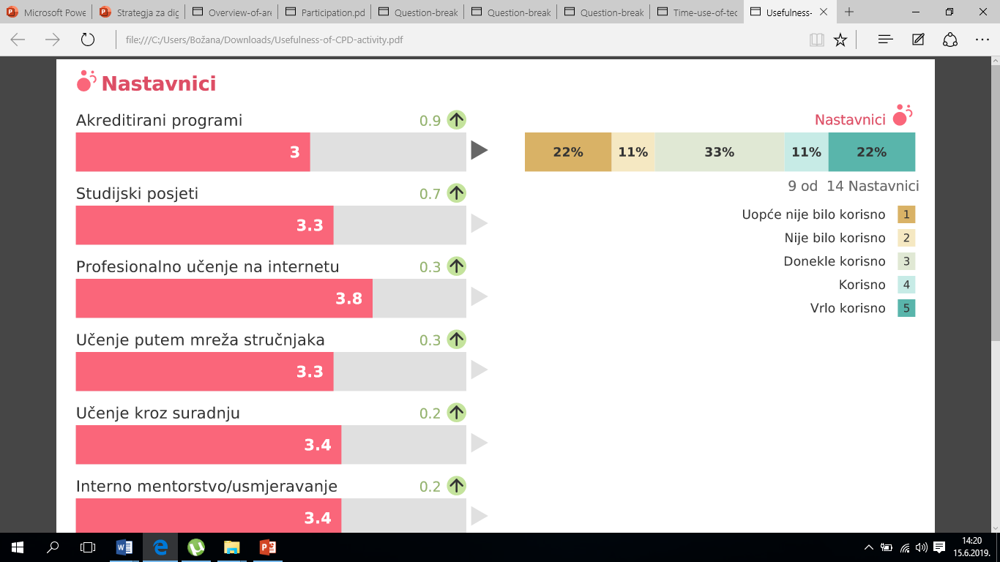 Microsoft Powe
Strategja za dig
Overview-of-are
Participation.pd
Question-break
Question-break
Question-break
Time-use-of-tec
Usefulness-
file:///C:/Users/Božana/Downloads/Usefulness-of-CPD-activity.pdf
Nastavnici
Akreditirani programi 0.9
3
Studijski posjeti 0.7
3.3
Profesionalno učenje na internetu 0.3
3.8
Učenje putem mreža stručnjaka 0.3
3.3
Učenje kroz suradnju 0.2
3.4
Interno mentorstvo/usmjeravanje 0.2
3.4
Nastavnici
22% 11% 33% 11% 22%
9 od 14 Nastavnici
Uopće nije bilo korisno 1
Nije bilo korisno 2
Donekle korisno 3
Korisno 4
Vrlo korisno 5
14:20
15.6.2019.